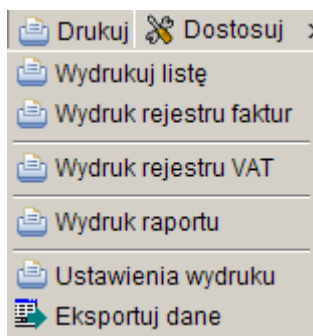 Drukuj Dostosuj
Wydrukuj listę
Wydruk rejestru faktur
Wydruk rejestru VAT
Wydruk raportu
Ustawienia wydruku
Eksportuj dane